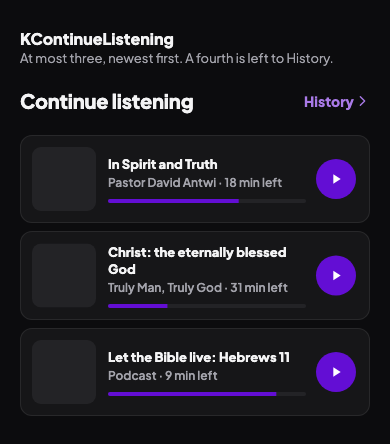 KContinueListening
At most three, newest first. A fourth is left to History.
Continue listening
History
In Spirit and Truth
Pastor David Antwi · 18 min left
Christ: the eternally blessed
God
Truly Man, Truly God · 31 min left
Let the Bible live: Hebrews 11
Podcast · 9 min left